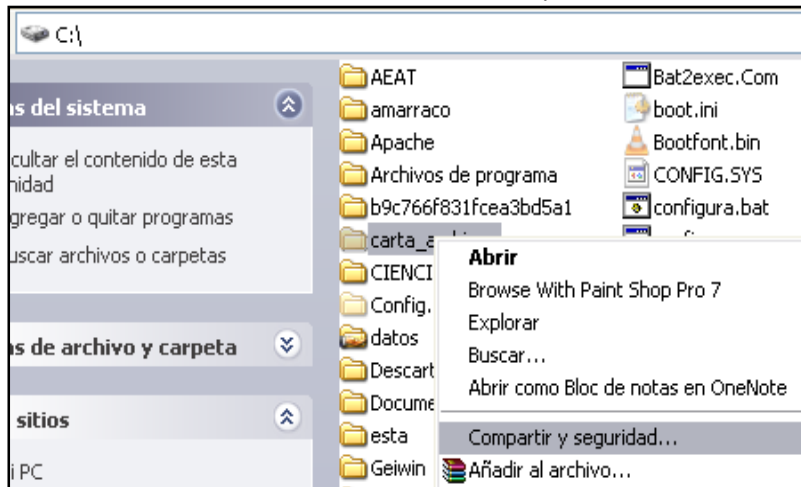 C:\
s del sistema
cultar el contenido de esta
nidad
gregar o quitar programas
uscar archivos o carpetas
s de archivo y carpeta
sitios
i PC
AEAT
amarraco
Apache
Archivos de programa
b9c766f831fcea3bd5a1
carta_a
CIENCI
Config.
datos
Descart
Docume
esta
Geiwin
Bat2exec.Com
boot.ini
Bootfont.bin
CONFIG.SYS
configura.bat
Abrir
Browse With Paint Shop Pro 7
Explorar
Buscar...
Abrir como Bloc de notas en OneNote
Compartir y seguridad...
Añadir al archivo...